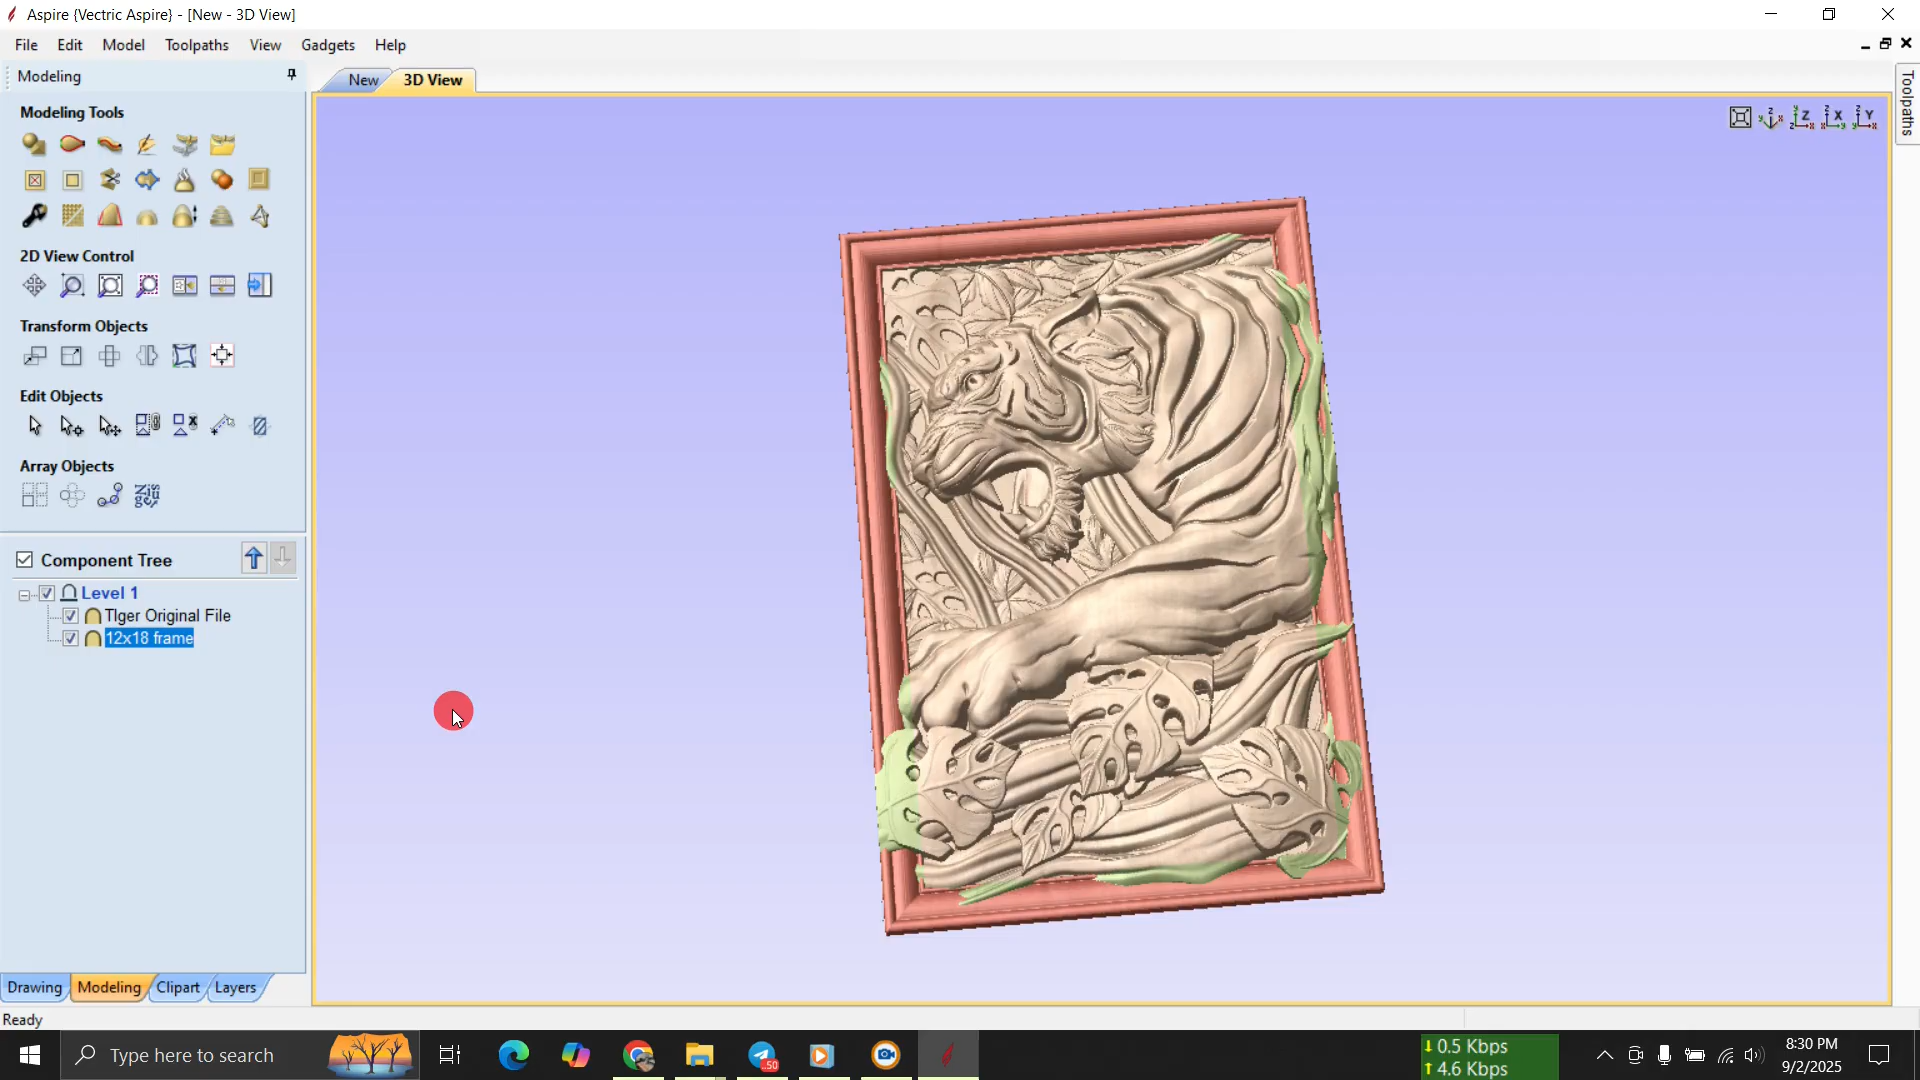 Aspire {Vectric Aspire} - [New - 3D View]
File Edit Model Toolpaths View Gadgets Help
Modeling
New 3D View
Toolpaths
Modeling Tools
2D View Control
Transform Objects
Edit Objects
Array Objects
Component Tree
Level 1
TIger Original File
12x18 frame
Drawing Modeling Clipart Layers
Ready
Type here to search
50
0.5 Kbps
4.6 Kbps
8:30 PM
9/2/2025